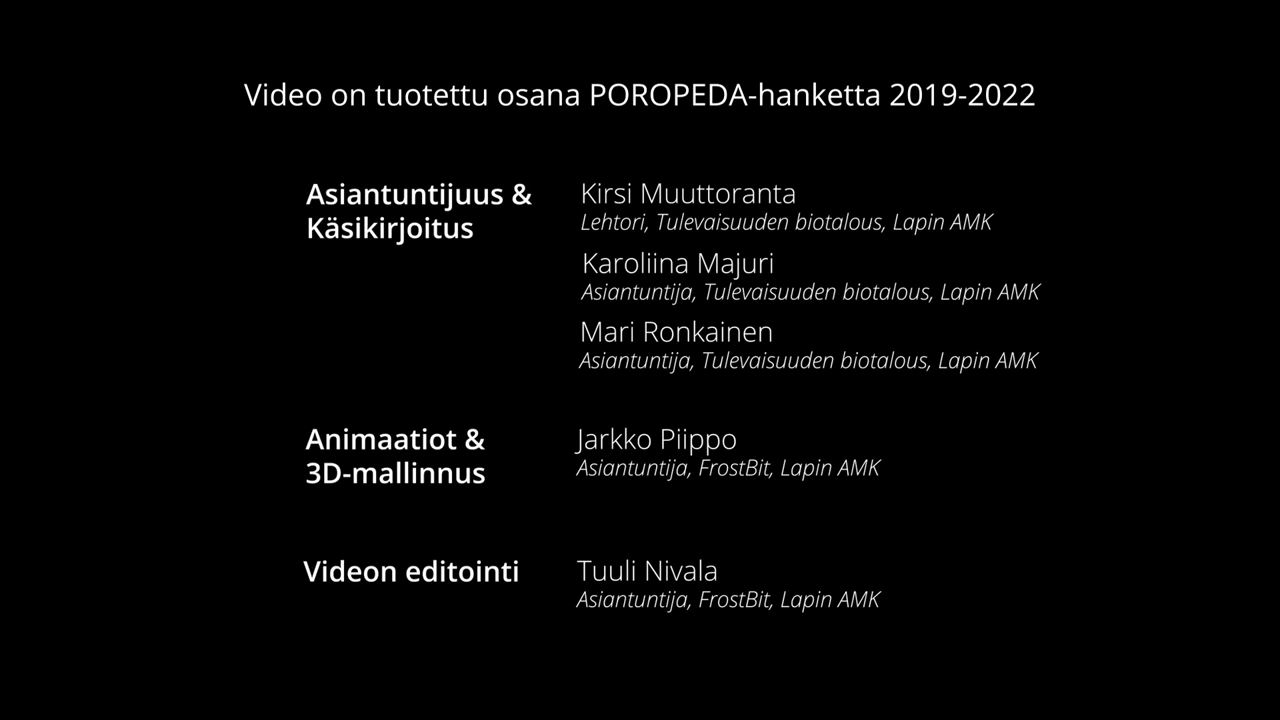 Video on tuotettu osana POROPEDA-hanketta 2019-2022
Asiantuntijuus &
Käsikirjoitus
Kirsi Muuttoranta
Lehtori, Tulevaisuuden biotalous, Lapin AMK
Karoliina Majuri
Asiantuntija, Tulevaisuuden biotalous, Lapin AMK
Mari Ronkainen
Asiantuntija, Tulevaisuuden biotalous, Lapin AMK
Animaatiot &
3D-mallinnus
Jarkko Piippo
Asiantuntija, FrostBit, Lapin AMK
Videon editointi
Tuuli Nivala
Asiantuntija, FrostBit, Lapin AMK